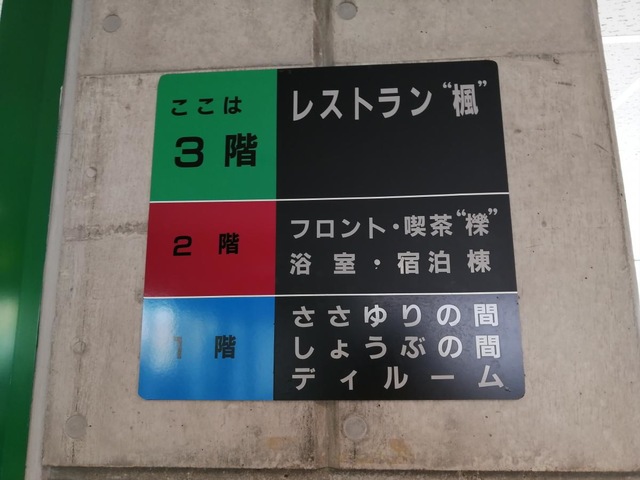 ここは
3階
レストラン“楓”
2階
フロント・喫茶“櫟”
浴室・宿泊棟
1階
ささゆりの間
しょうぶの間
ディルーム